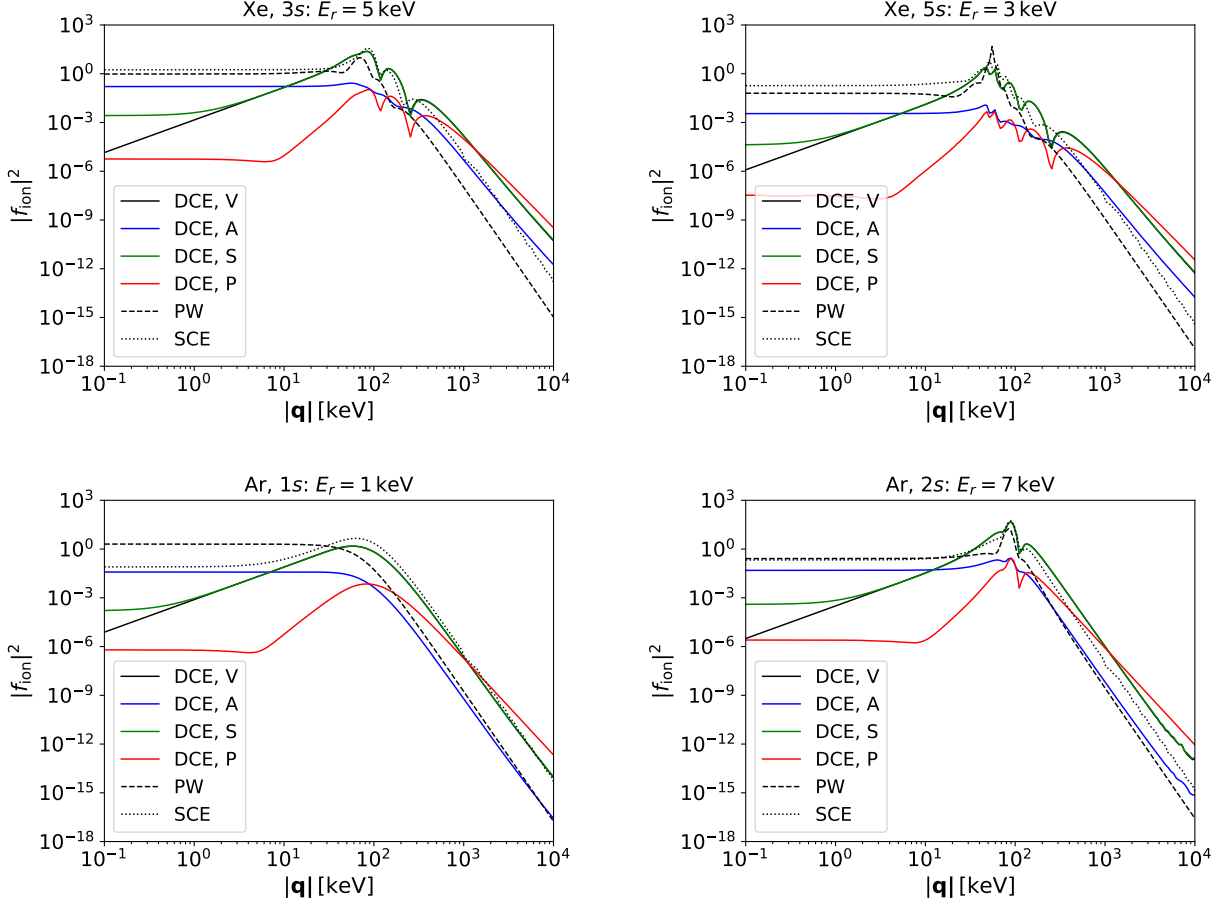 Xe, 3s: E_r = 5 keV
|f_ion|^2
10^3
10^0
10^-3
10^-6
10^-9
10^-12
10^-15
10^-18
DCE, V
DCE, A
DCE, S
DCE, P
PW
SCE
10^-1 10^0 10^1 10^2 10^3 10^4
|q| [keV]
Xe, 5s: E_r = 3 keV
|f_ion|^2
10^3
10^0
10^-3
10^-6
10^-9
10^-12
10^-15
10^-18
DCE, V
DCE, A
DCE, S
DCE, P
PW
SCE
10^-1 10^0 10^1 10^2 10^3 10^4
|q| [keV]
Ar, 1s: E_r = 1 keV
|f_ion|^2
10^3
10^0
10^-3
10^-6
10^-9
10^-12
10^-15
10^-18
DCE, V
DCE, A
DCE, S
DCE, P
PW
SCE
10^-1 10^0 10^1 10^2 10^3 10^4
|q| [keV]
Ar, 2s: E_r = 7 keV
|f_ion|^2
10^3
10^0
10^-3
10^-6
10^-9
10^-12
10^-15
10^-18
DCE, V
DCE, A
DCE, S
DCE, P
PW
SCE
10^-1 10^0 10^1 10^2 10^3 10^4
|q| [keV]